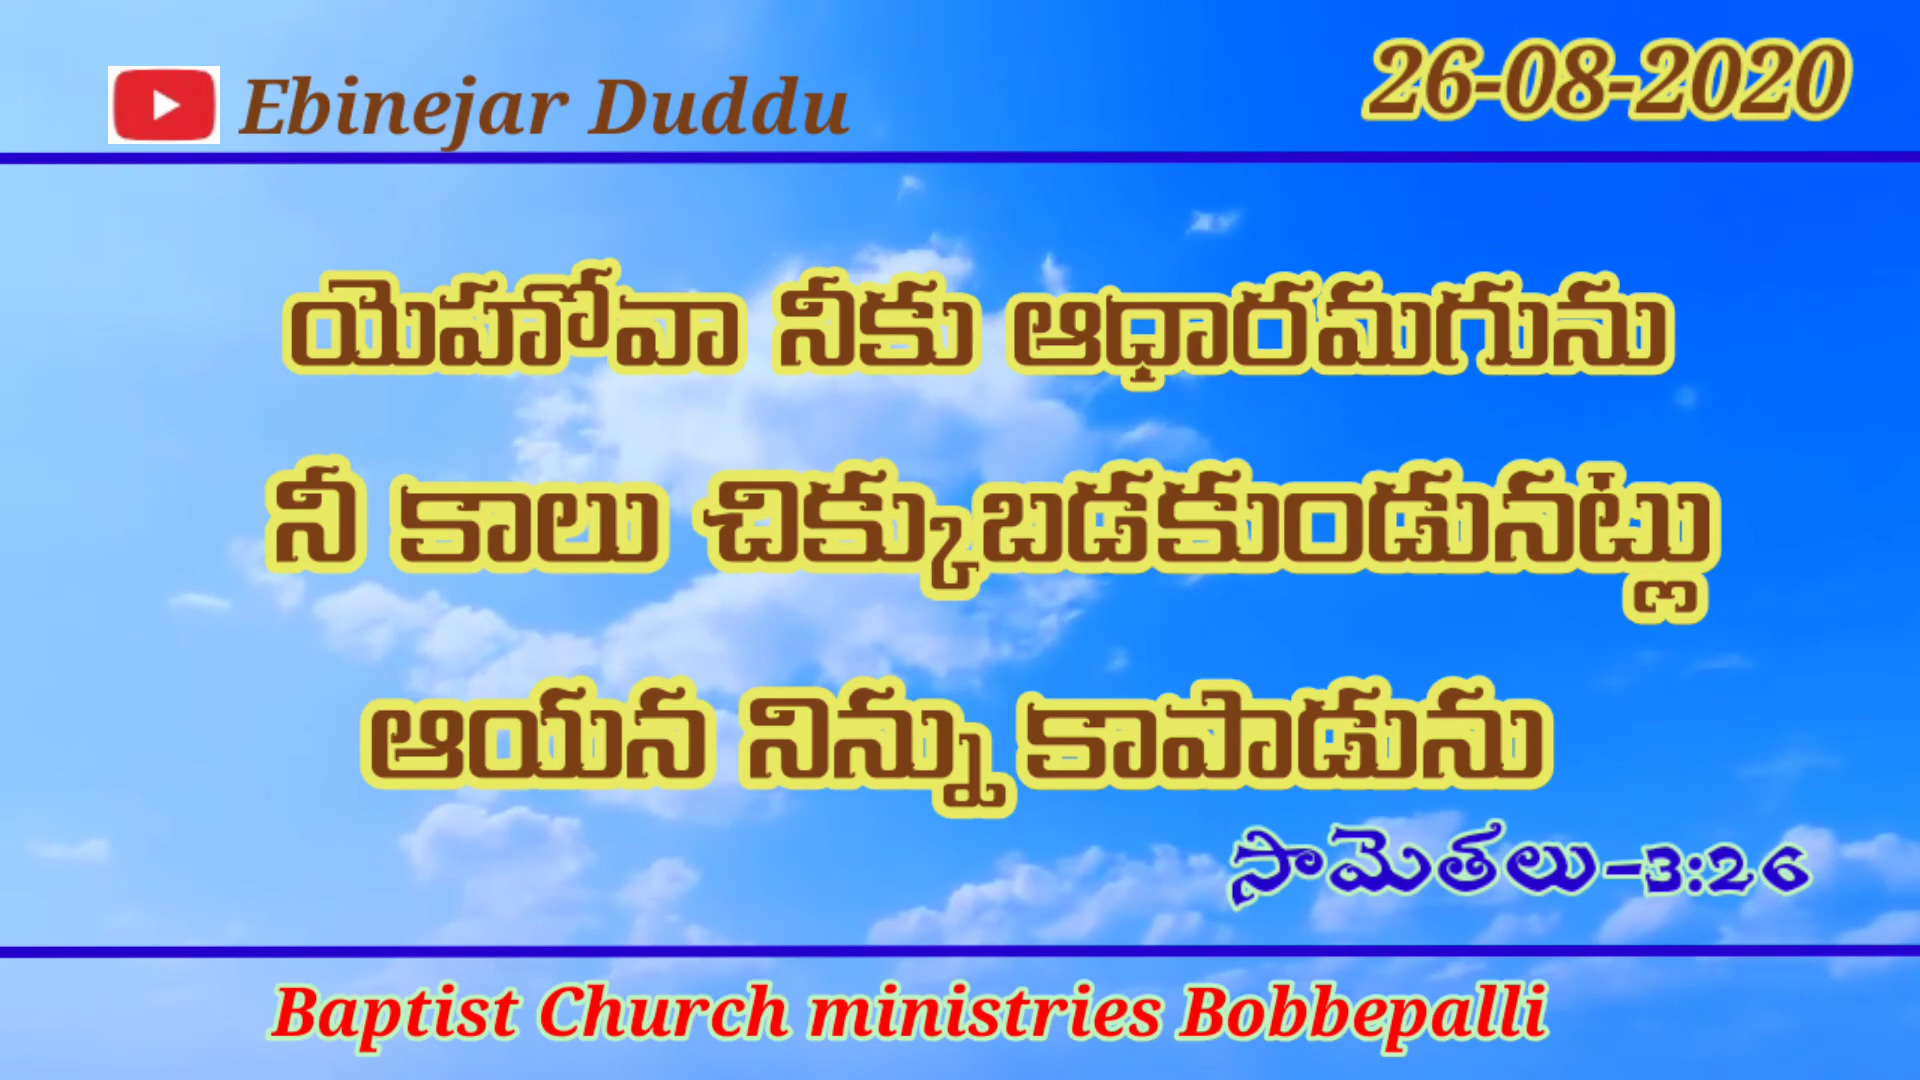 Ebinejar Duddu
26-08-2020
యెహోవా నీకు ఆధారమగును
నీ కాలు చిక్కుబడకుండునట్లు
ఆయన నిన్ను కాపాడును
సామెతలు-3:26
Baptist Church ministries Bobbepalli